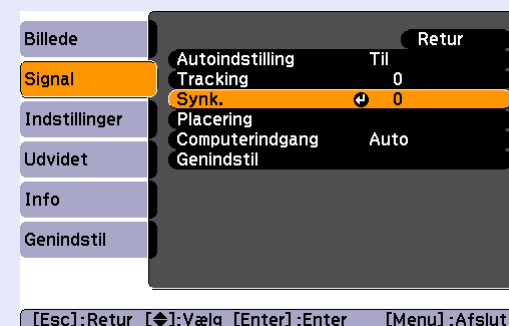 Billede
Signal
Indstillinger
Udvidet
Info
Genindstil
Retur
Autoindstilling Til
Tracking 0
Synk. 0
Placering
Computerindgang Auto
Genindstil
[Esc]:Retur [◆]:Vælg [Enter]:Enter [Menu]:Afslut